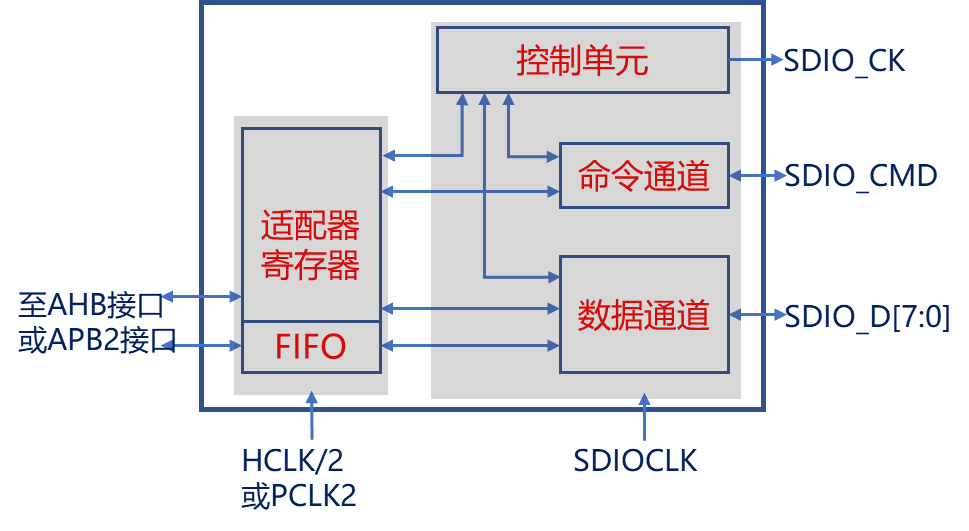 控制单元
SDIO_CK
命令通道
SDIO_CMD
适配器
寄存器
至AHB接口
或APB2接口
数据通道
SDIO_D[7:0]
FIFO
HCLK/2
或PCLK2
SDIOCLK